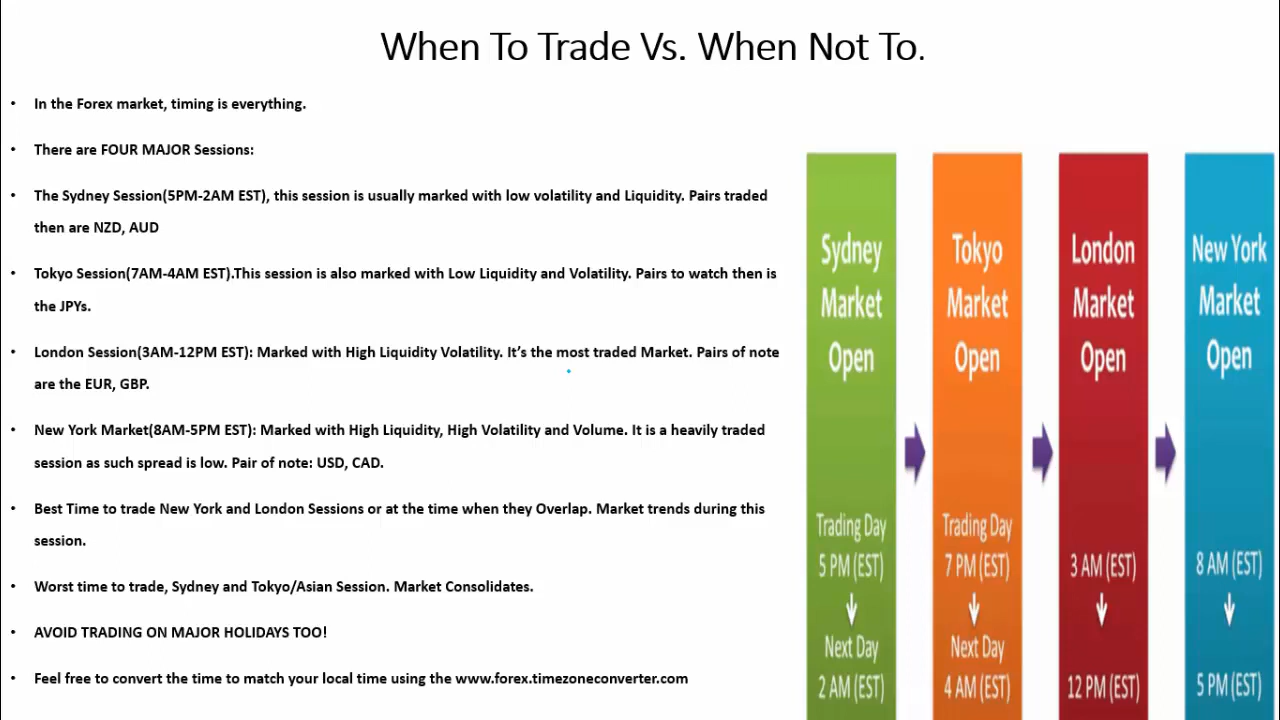 When To Trade Vs. When Not To.
• In the Forex market, timing is everything.
• There are FOUR MAJOR Sessions:
• The Sydney Session(5PM-2AM EST), this session is usually marked with low volatility and Liquidity. Pairs traded
then are NZD, AUD
• Tokyo Session(7AM-4AM EST).This session is also marked with Low Liquidity and Volatility. Pairs to watch then is
the JPYs.
• London Session(3AM-12PM EST): Marked with High Liquidity Volatility. It’s the most traded Market. Pairs of note
are the EUR, GBP.
• New York Market(8AM-5PM EST): Marked with High Liquidity, High Volatility and Volume. It is a heavily traded
session as such spread is low. Pair of note: USD, CAD.
• Best Time to trade New York and London Sessions or at the time when they Overlap. Market trends during this
session.
• Worst time to trade, Sydney and Tokyo/Asian Session. Market Consolidates.
• AVOID TRADING ON MAJOR HOLIDAYS TOO!
• Feel free to convert the time to match your local time using the www.forex.timezoneconverter.com
Sydney
Market
Open
Trading Day
5 PM (EST)
Next Day
2 AM (EST)
Tokyo
Market
Open
Trading Day
7 PM (EST)
Next Day
4 AM (EST)
London
Market
Open
3 AM (EST)
12 PM (EST)
New York
Market
Open
8 AM (EST)
5 PM (EST)